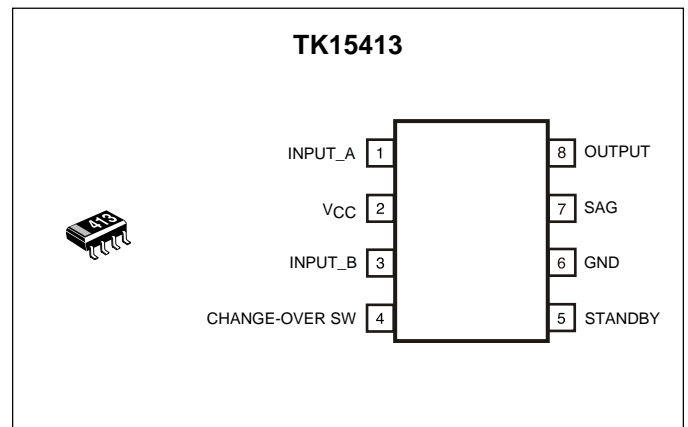 TK15413
INPUT_A 1
VCC 2
INPUT_B 3
CHANGE-OVER SW 4
8 OUTPUT
7 SAG
6 GND
5 STANDBY
413